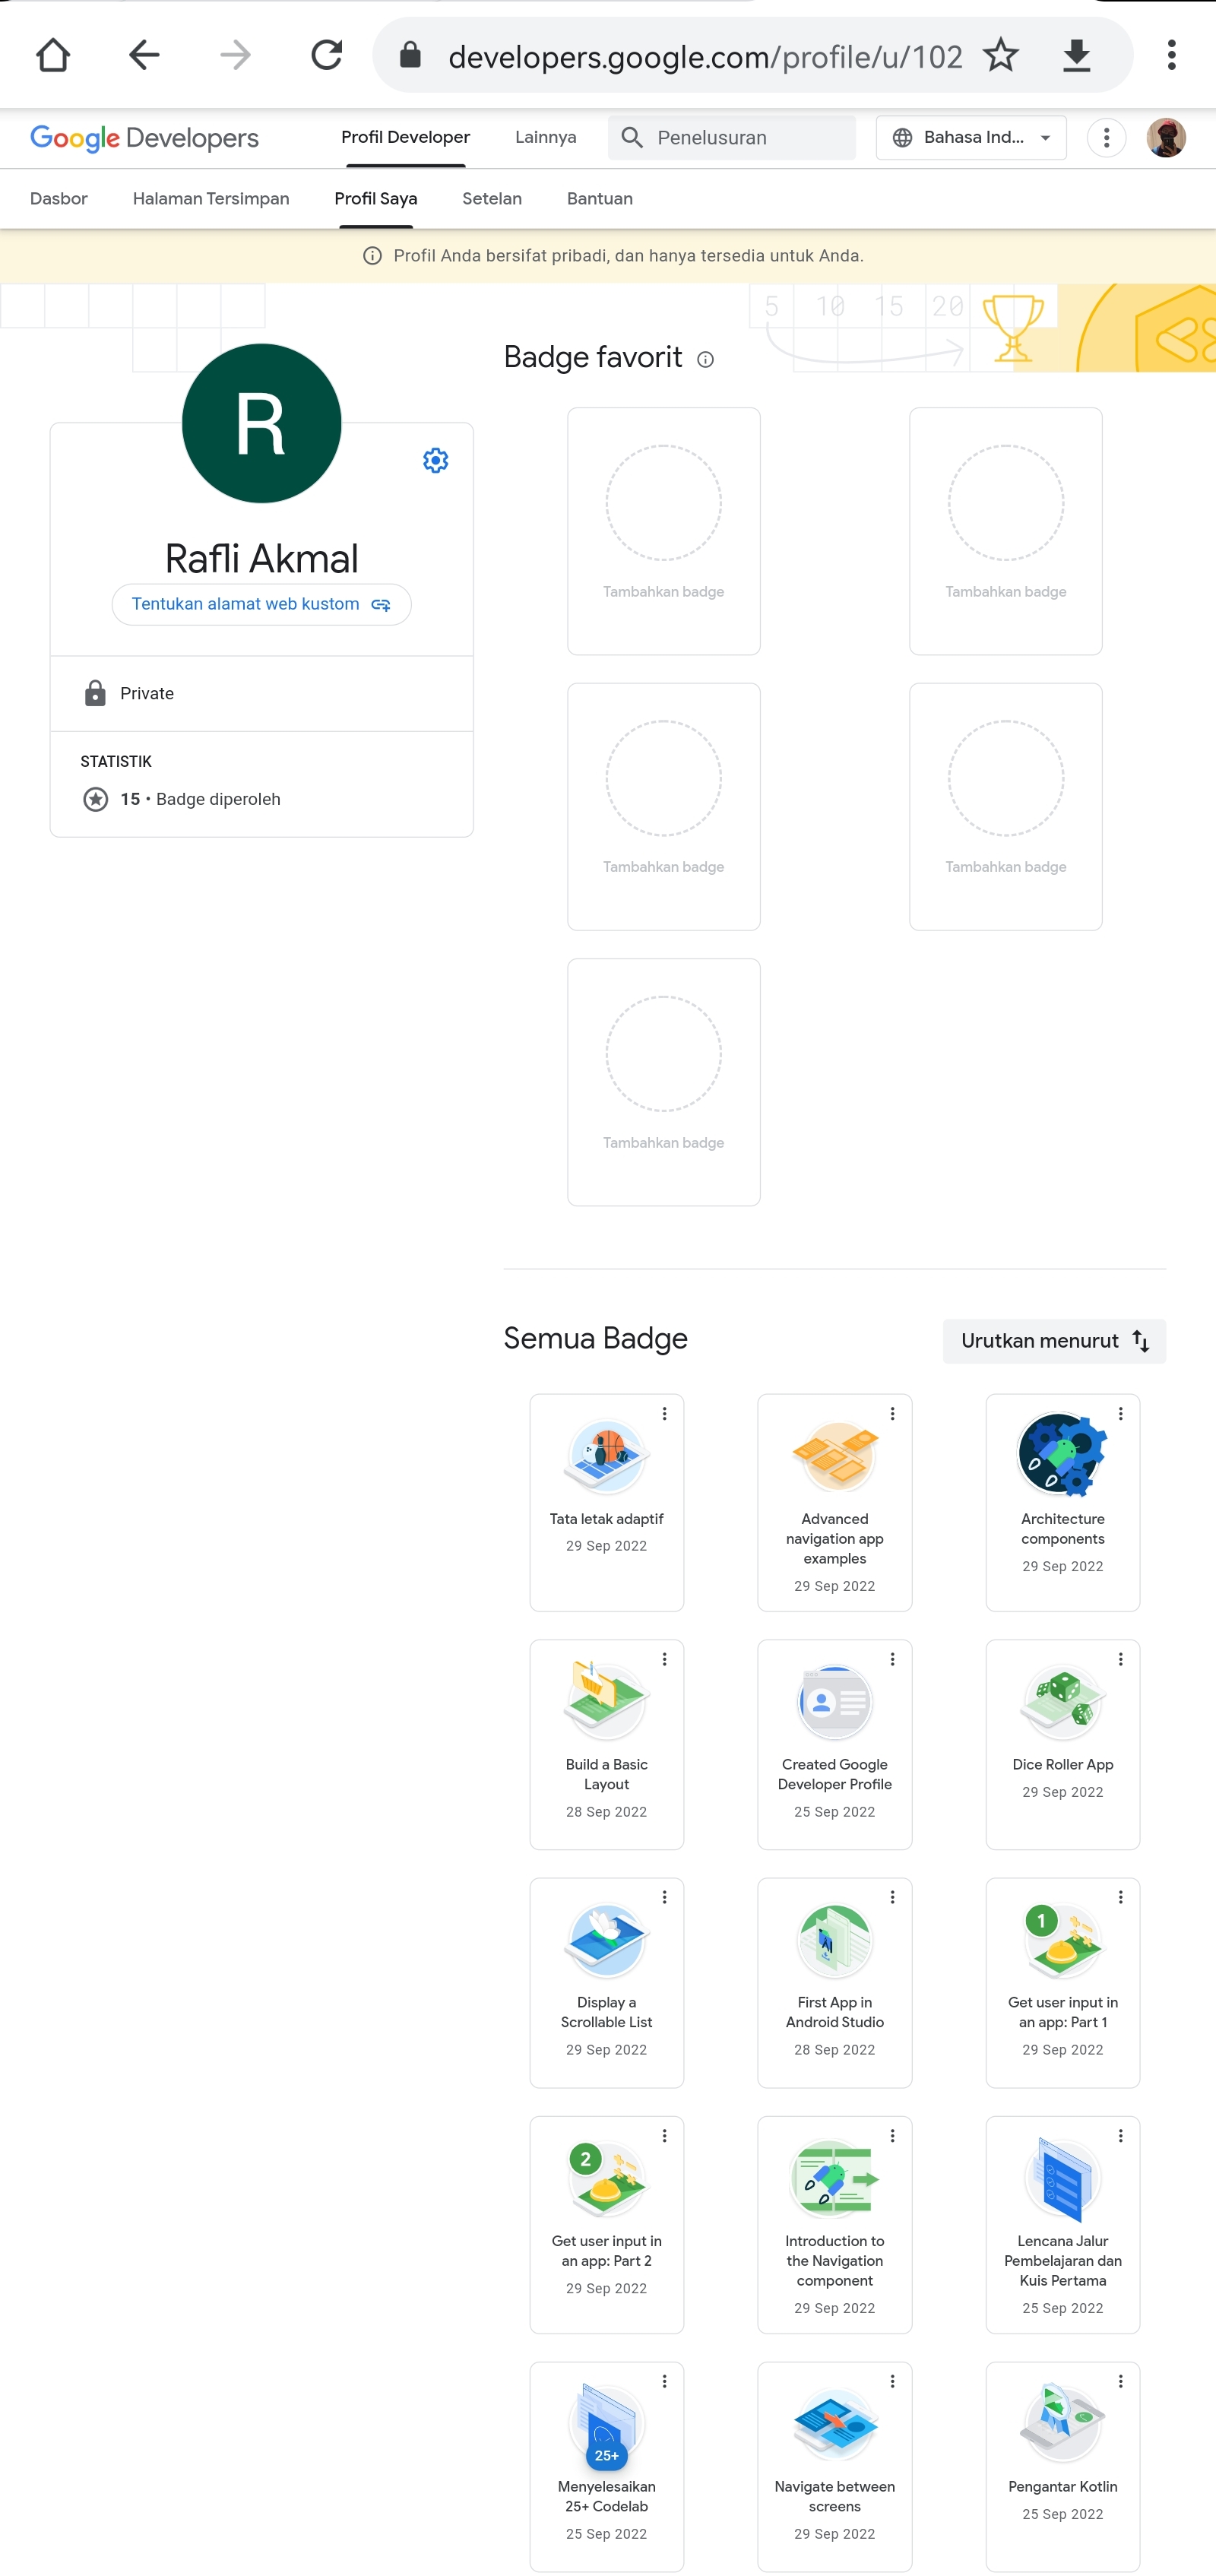 developers.google.com/profile/u/102
Google Developers
Profil Developer
Lainnya
Penelusuran
Bahasa Ind...
Dasbor
Halaman Tersimpan
Profil Saya
Setelan
Bantuan
Profil Anda bersifat pribadi, dan hanya tersedia untuk Anda.
5 10 15 20
R
Rafli Akmal
Tentukan alamat web kustom
Private
STATISTIK
15 • Badge diperoleh
Badge favorit
Tambahkan badge
Tambahkan badge
Tambahkan badge
Tambahkan badge
Tambahkan badge
Semua Badge
Urutkan menurut
Tata letak adaptif
29 Sep 2022
Advanced
navigation app
examples
29 Sep 2022
Architecture
components
29 Sep 2022
Build a Basic
Layout
28 Sep 2022
Created Google
Developer Profile
25 Sep 2022
Dice Roller App
29 Sep 2022
Display a
Scrollable List
29 Sep 2022
First App in
Android Studio
28 Sep 2022
1
Get user input in
an app: Part 1
29 Sep 2022
2
Get user input in
an app: Part 2
29 Sep 2022
Introduction to
the Navigation
component
29 Sep 2022
Lencana Jalur
Pembelajaran dan
Kuis Pertama
25 Sep 2022
25+
Menyelesaikan
25+ Codelab
25 Sep 2022
Navigate between
screens
29 Sep 2022
Pengantar Kotlin
25 Sep 2022